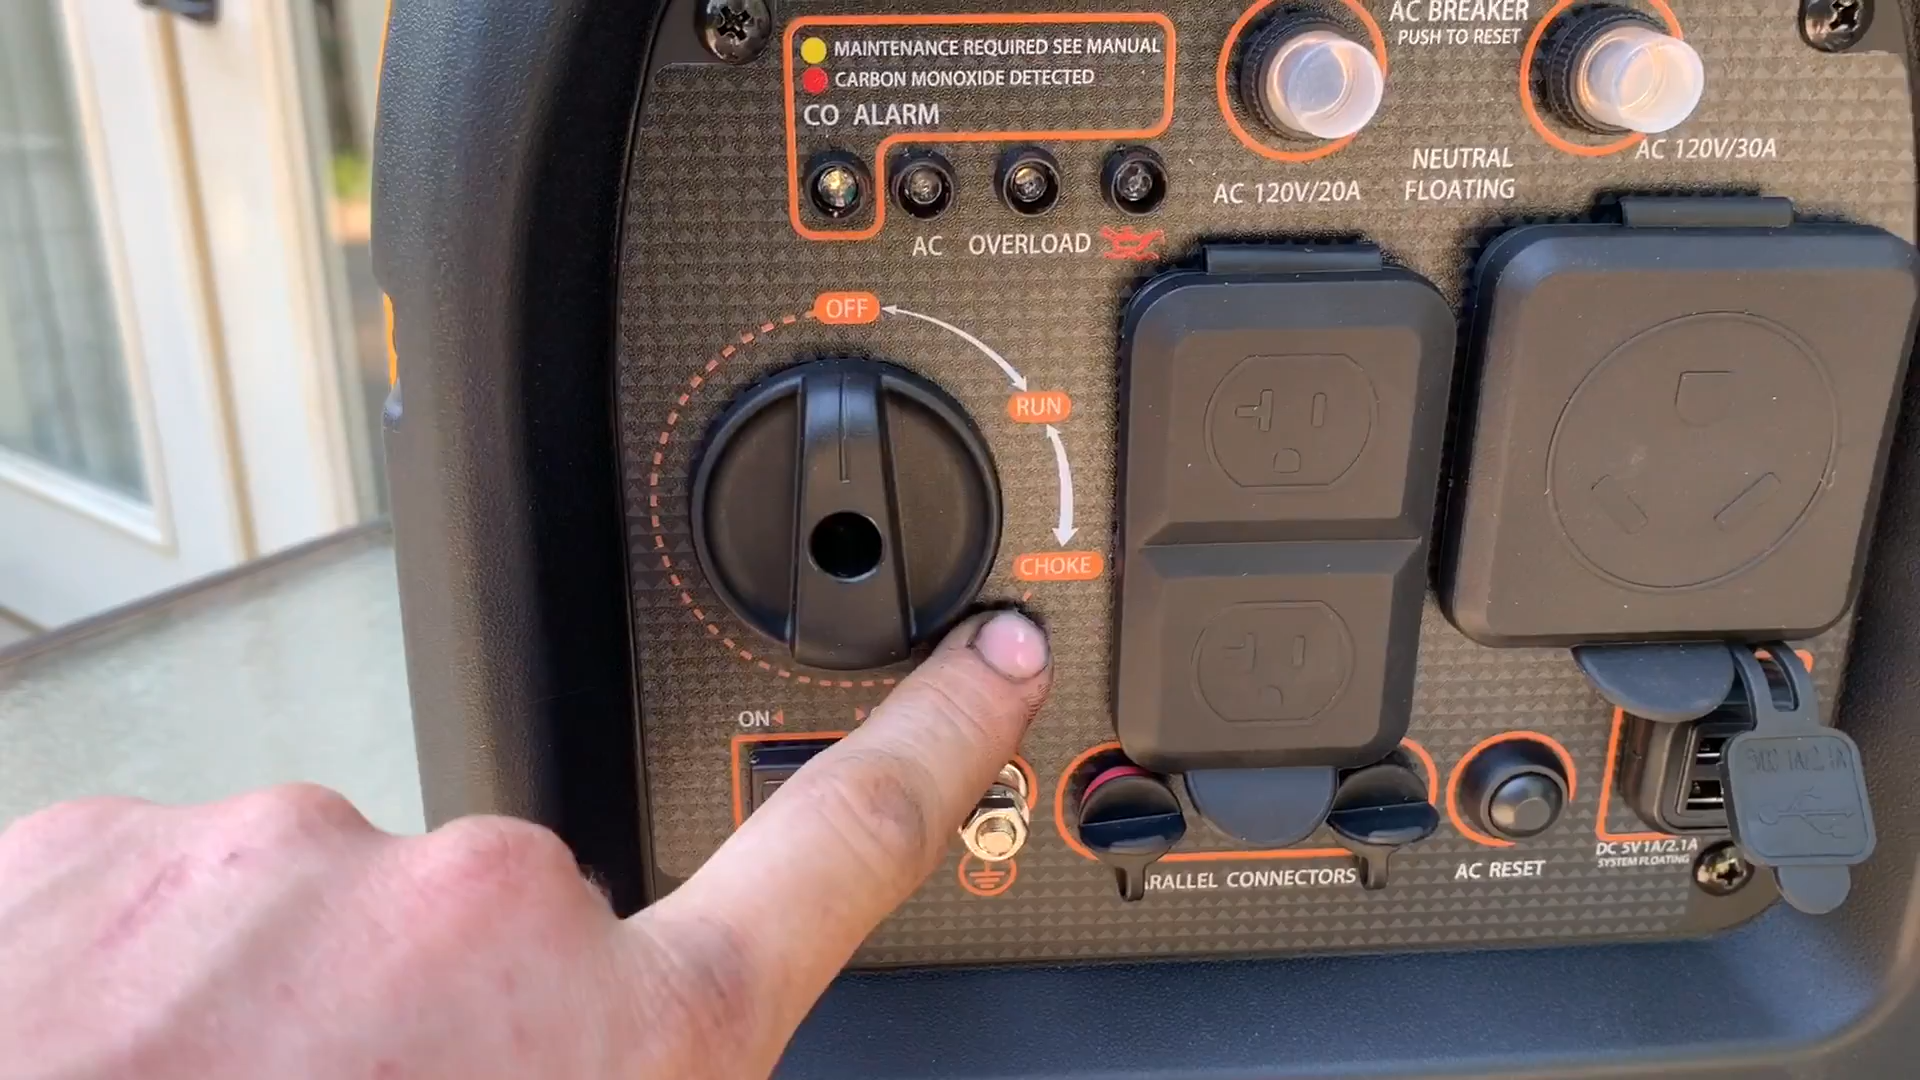 MAINTENANCE REQUIRED SEE MANUAL
CARBON MONOXIDE DETECTED
CO ALARM
AC
OVERLOAD
AC BREAKER
PUSH TO RESET
NEUTRAL
FLOATING
AC 120V/20A
AC 120V/30A
OFF
RUN
CHOKE
ON
RALLEL CONNECTORS
AC RESET
DC 5V 1A/2.1A
SYSTEM FLOATING